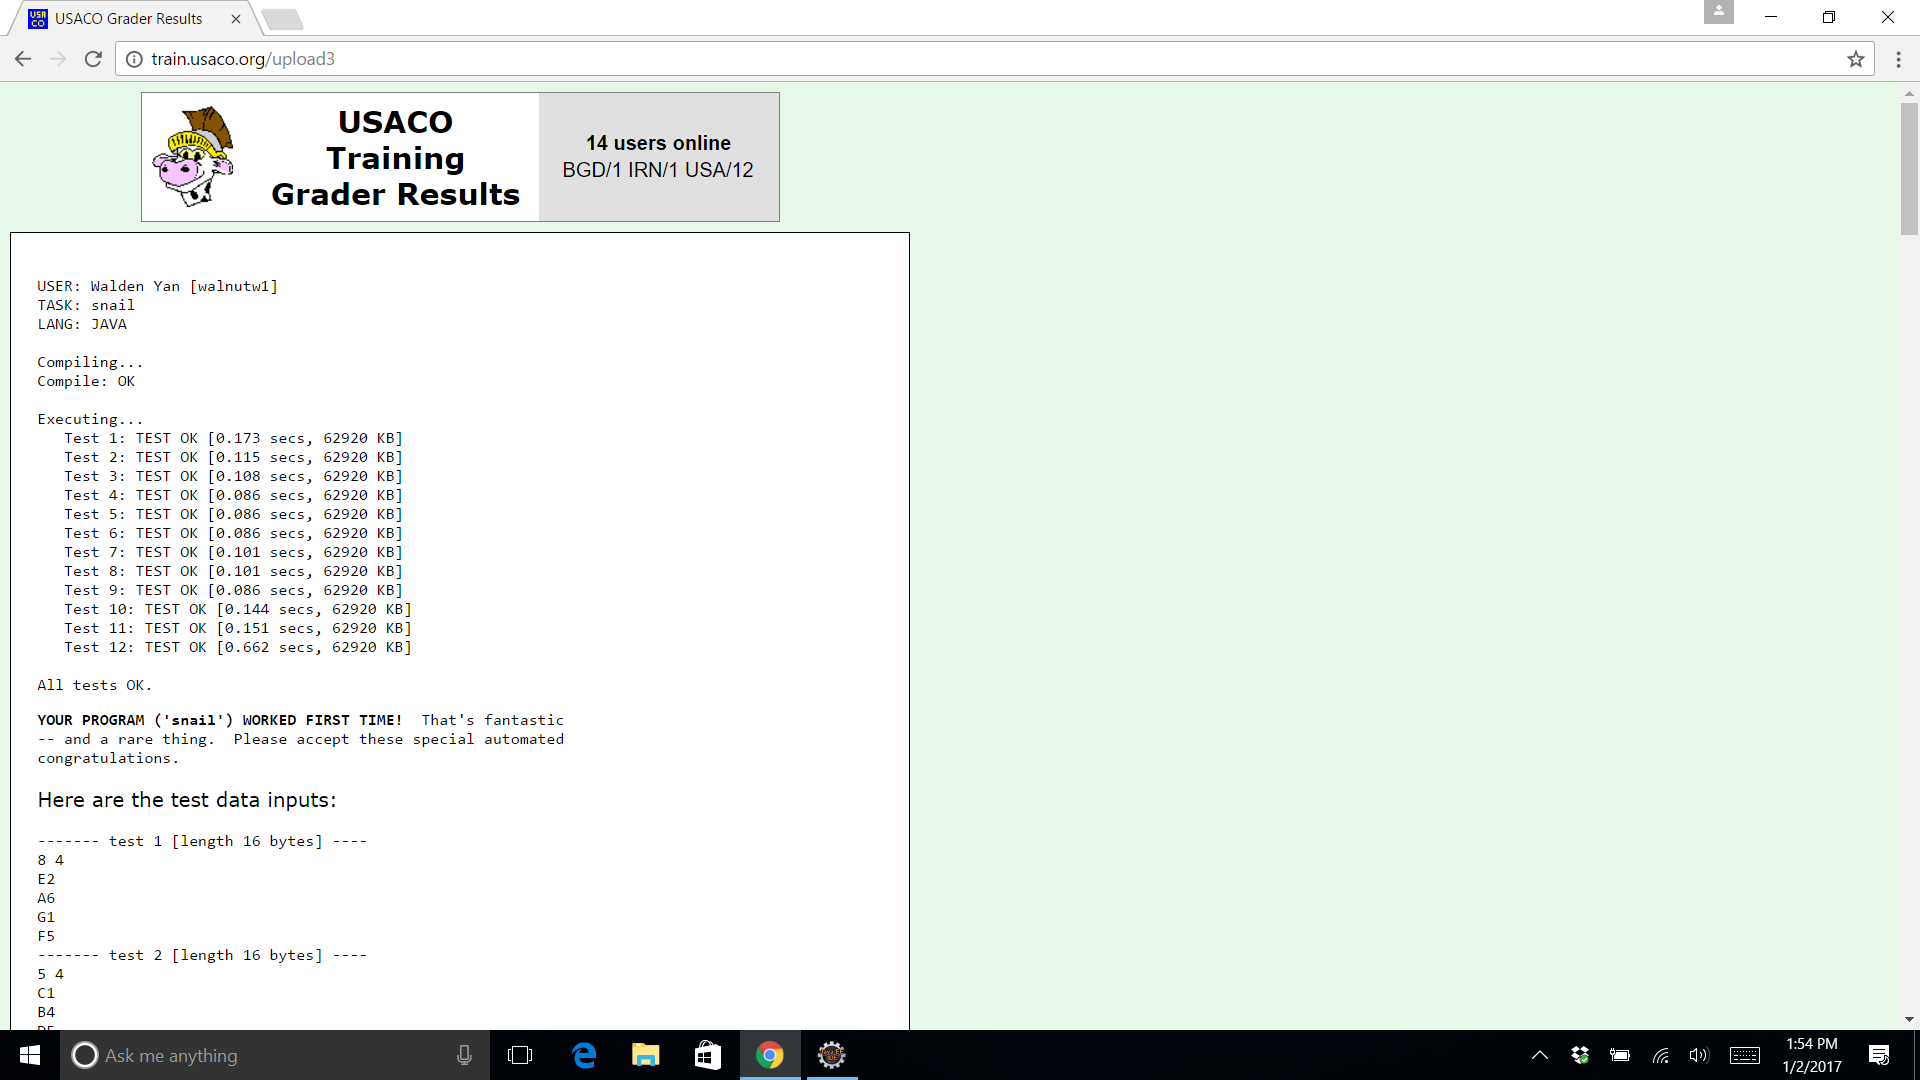 USACO Grader Results
train.usaco.org/upload3
USACO
Training
Grader Results
14 users online
BGD/1 IRN/1 USA/12
USER: Walden Yan [walnutw1]
TASK: snail
LANG: JAVA
Compiling...
Compile: OK
Executing...
Test 1: TEST OK [0.173 secs, 62920 KB]
Test 2: TEST OK [0.115 secs, 62920 KB]
Test 3: TEST OK [0.108 secs, 62920 KB]
Test 4: TEST OK [0.086 secs, 62920 KB]
Test 5: TEST OK [0.086 secs, 62920 KB]
Test 6: TEST OK [0.086 secs, 62920 KB]
Test 7: TEST OK [0.101 secs, 62920 KB]
Test 8: TEST OK [0.101 secs, 62920 KB]
Test 9: TEST OK [0.086 secs, 62920 KB]
Test 10: TEST OK [0.144 secs, 62920 KB]
Test 11: TEST OK [0.151 secs, 62920 KB]
Test 12: TEST OK [0.662 secs, 62920 KB]
All tests OK.
YOUR PROGRAM ('snail') WORKED FIRST TIME! That's fantastic
-- and a rare thing. Please accept these special automated
congratulations.
Here are the test data inputs:
------- test 1 [length 16 bytes] ----
8 4
E2
A6
G1
F5
------- test 2 [length 16 bytes] ----
5 4
C1
B4
Ask me anything
1:54 PM
1/2/2017